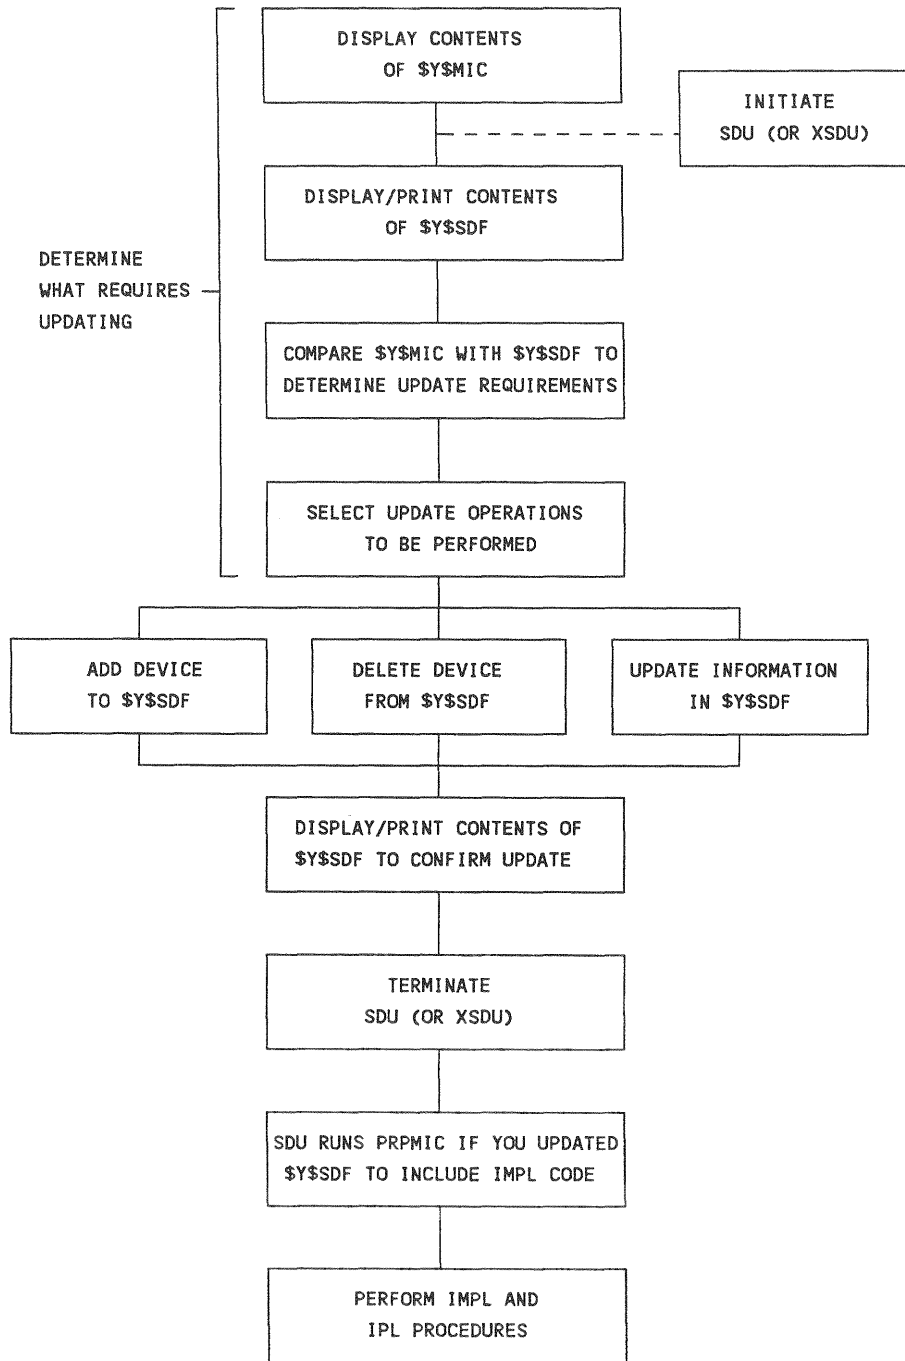 DISPLAY CONTENTS
OF $Y$MIC
INITIATE
SDU (OR XSDU)
DISPLAY/PRINT CONTENTS
OF $Y$SDF
DETERMINE
WHAT REQUIRES
UPDATING
COMPARE $Y$MIC WITH $Y$SDF TO
DETERMINE UPDATE REQUIREMENTS
SELECT UPDATE OPERATIONS
TO BE PERFORMED
ADD DEVICE
TO $Y$SDF
DELETE DEVICE
FROM $Y$SDF
UPDATE INFORMATION
IN $Y$SDF
DISPLAY/PRINT CONTENTS OF
$Y$SDF TO CONFIRM UPDATE
TERMINATE
SDU (OR XSDU)
SDU RUNS PRPMIC IF YOU UPDATED
$Y$SDF TO INCLUDE IMPL CODE
PERFORM IMPL AND
IPL PROCEDURES